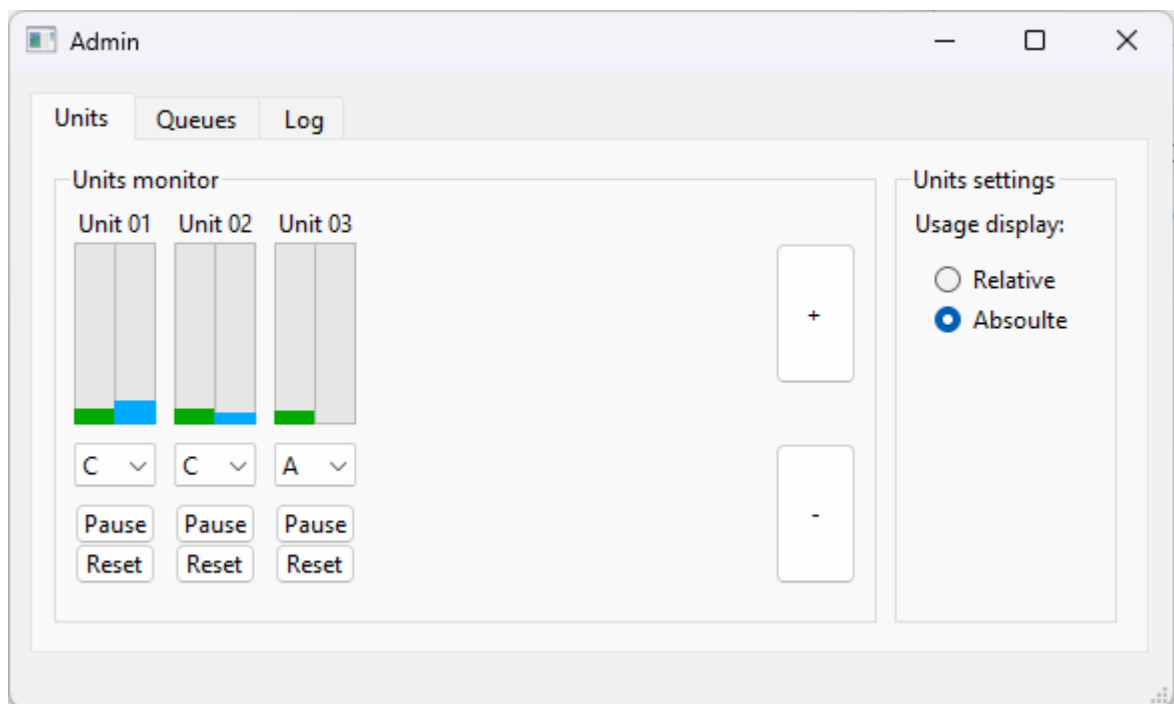 Admin
Units Queues Log
Units monitor
Unit 01 Unit 02 Unit 03
+
-
C C A
Pause Pause Pause
Reset Reset Reset
Units settings
Usage display:
Relative
Absoulte